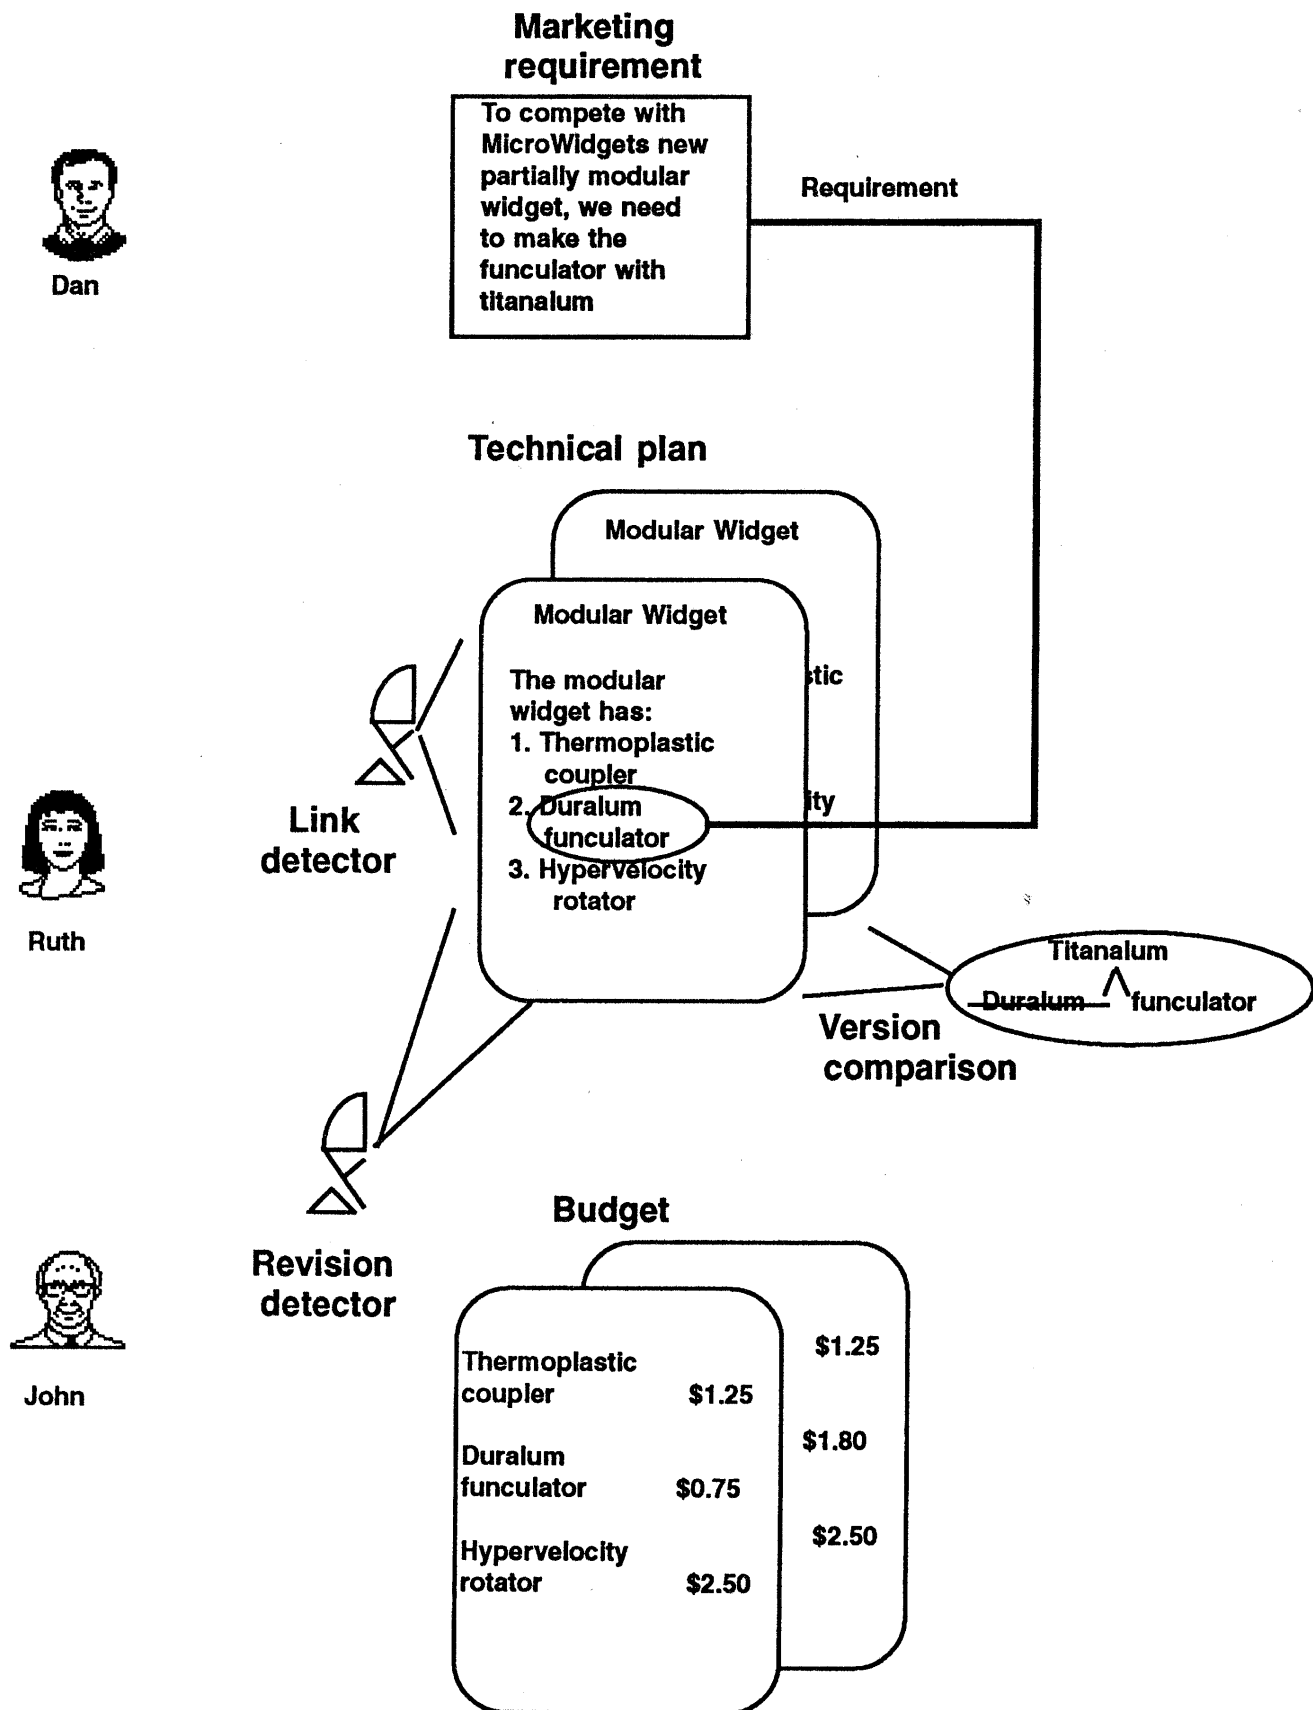 Marketing
requirement
To compete with
MicroWidgets new
partially modular
widget, we need
to make the
funculator with
titanalum
Requirement
Dan
Technical plan
Modular Widget
stic
ity
Modular Widget
The modular
widget has:
1. Thermoplastic
coupler
2. Duralum
funculator
3. Hypervelocity
rotator
Link
detector
Ruth
Titanalum
Duralum funculator
Version
comparison
Revision
detector
John
Budget
$1.25
$1.80
$2.50
Thermoplastic
coupler $1.25
Duralum
funculator $0.75
Hypervelocity
rotator $2.50